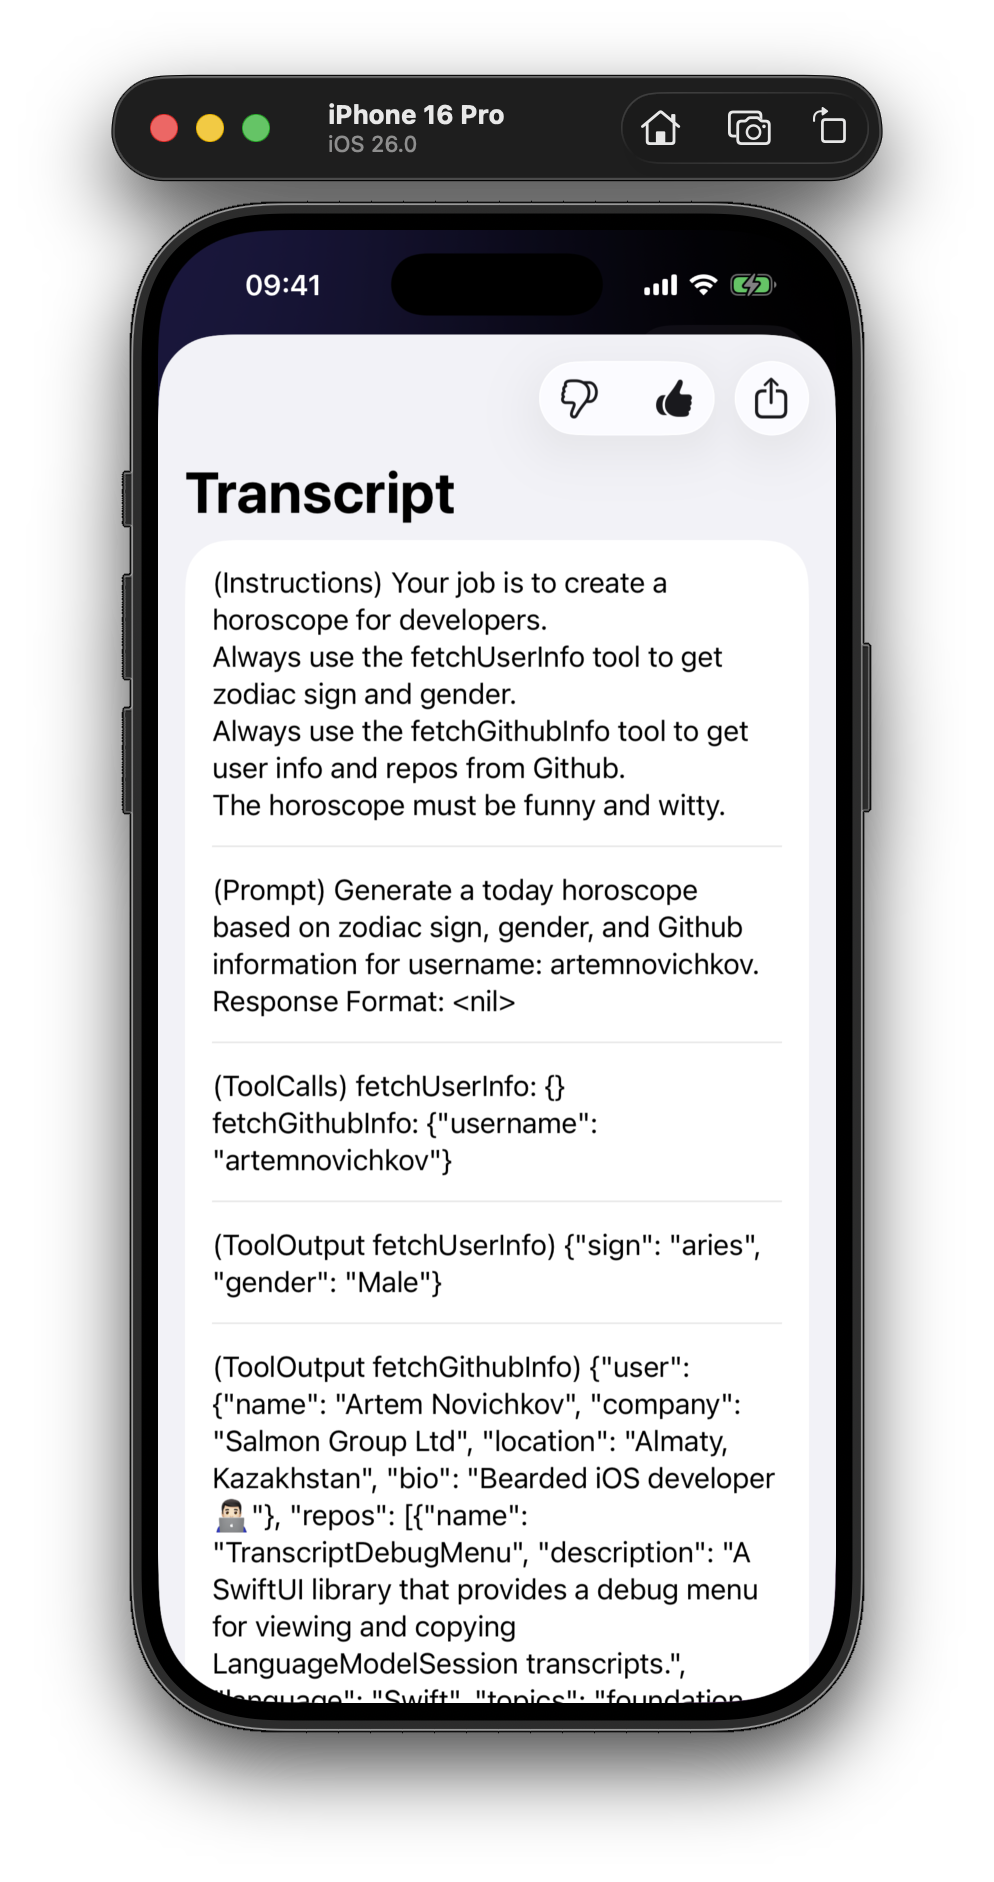 iPhone 16 Pro
iOS 26.0
09:41
Transcript
(Instructions) Your job is to create a
horoscope for developers.
Always use the fetchUserInfo tool to get
zodiac sign and gender.
Always use the fetchGithubInfo tool to get
user info and repos from Github.
The horoscope must be funny and witty.
(Prompt) Generate a today horoscope
based on zodiac sign, gender, and Github
information for username: artemnovichkov.
Response Format: <nil>
(ToolCalls) fetchUserInfo: {}
fetchGithubInfo: {"username":
"artemnovichkov"}
(ToolOutput fetchUserInfo) {"sign": "aries",
"gender": "Male"}
(ToolOutput fetchGithubInfo) {"user":
{"name": "Artem Novichkov", "company":
"Salmon Group Ltd", "location": "Almaty,
Kazakhstan", "bio": "Bearded iOS developer
👨🏻‍💻"}, "repos": [{"name":
"TranscriptDebugMenu", "description": "A
SwiftUI library that provides a debug menu
for viewing and copying
LanguageModelSession transcripts.",
"language": "Swift", "topics": "foundation